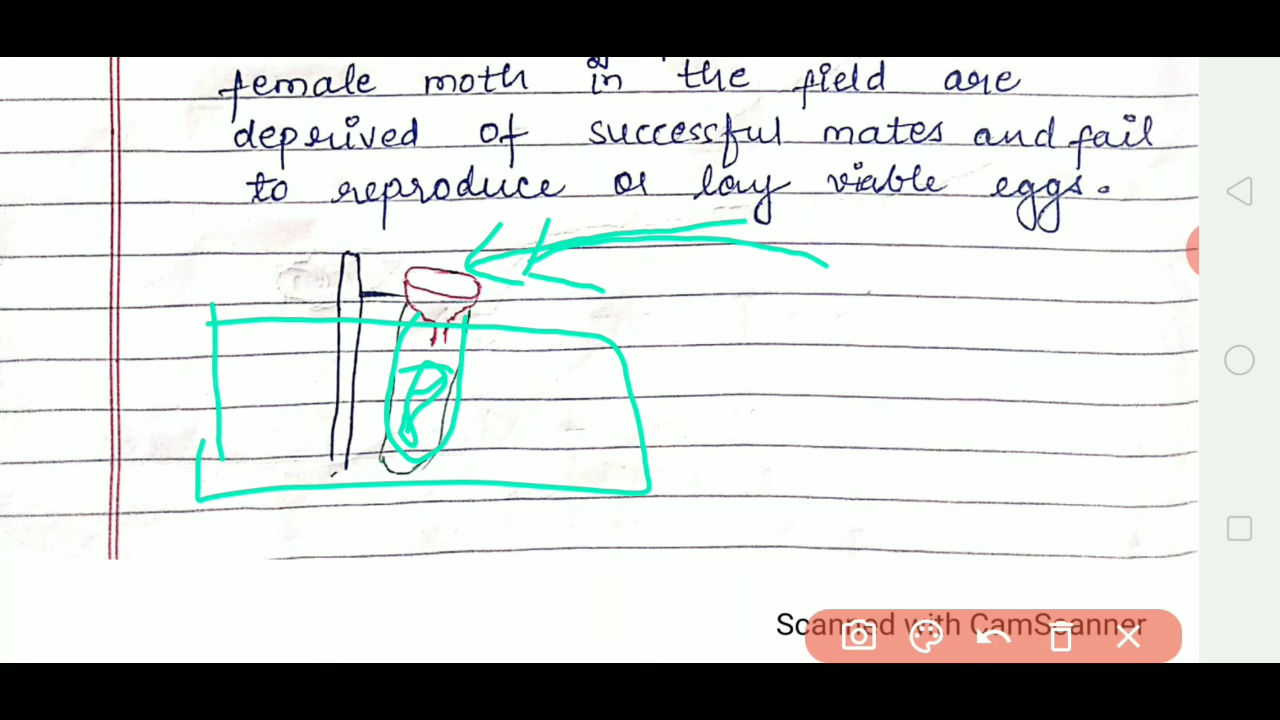 female moth in the field are
deprived of successful mates and fail
to reproduce or lay viable eggs.
Scanned with CamScanner